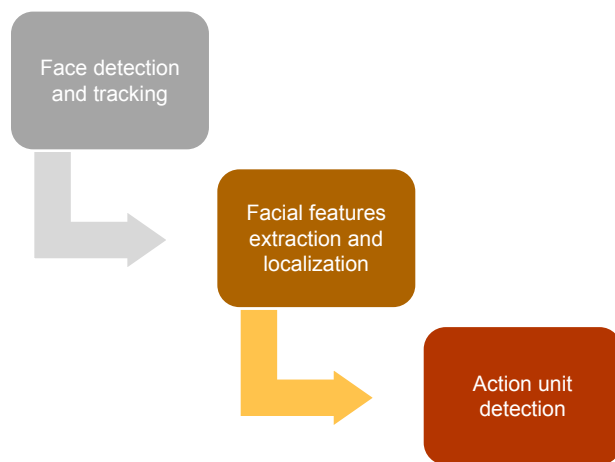 Face detection
and tracking
Facial features
extraction and
localization
Action unit
detection